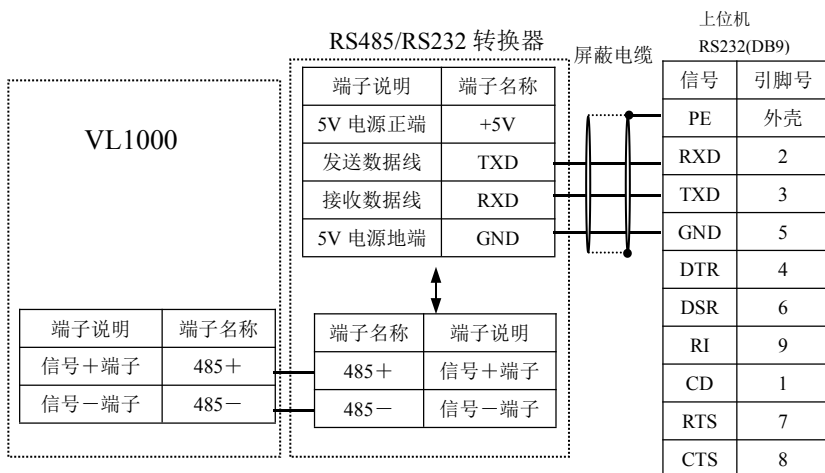 上位机
RS485/RS232 转换器
屏蔽电缆
RS232(DB9)
VL1000
端子说明 端子名称
5V 电源正端 +5V
发送数据线 TXD
接收数据线 RXD
5V 电源地端 GND
信号 引脚号
PE 外壳
RXD 2
TXD 3
GND 5
DTR 4
DSR 6
RI 9
CD 1
RTS 7
CTS 8
端子说明 端子名称
信号＋端子 485＋
信号－端子 485－
端子名称 端子说明
485＋ 信号＋端子
485－ 信号－端子